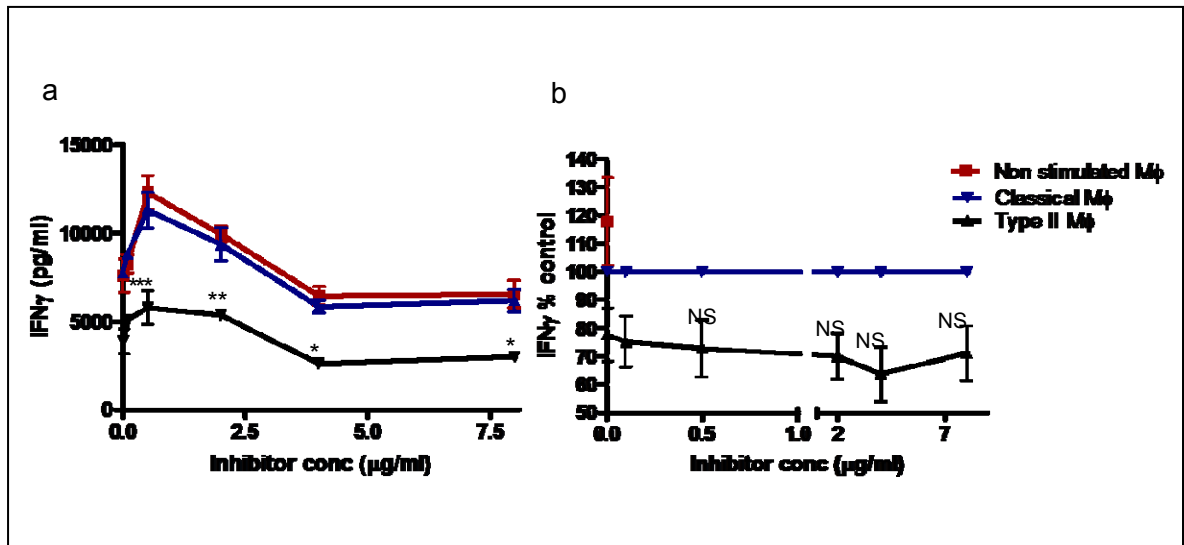 a
15000
10000
5000
0
IFNγ (pg/ml)
***
**
*
*
0.0
2.5
5.0
7.5
Inhibitor conc (μg/ml)
b
140
130
120
110
100
90
80
70
60
50
IFNγ % control
NS
NS
NS
NS
0.0
0.5
1.0
2
7
Inhibitor conc (μg/ml)
Non stimulated Mϕ
Classical Mϕ
Type II Mϕ